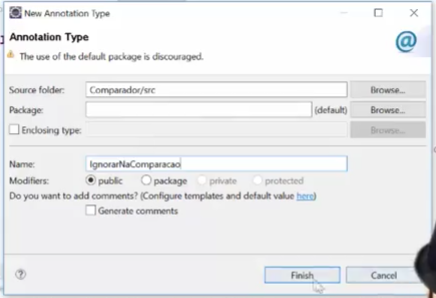 New Annotation Type
Annotation Type
The use of the default package is discouraged.
Source folder: Comparador/src Browse...
Package: (default) Browse...
Enclosing type: Browse...
Name: IgnorarNaComparacao
Modifiers: public package private protected
Do you want to add comments? (Configure templates and default value here)
Generate comments
Finish Cancel